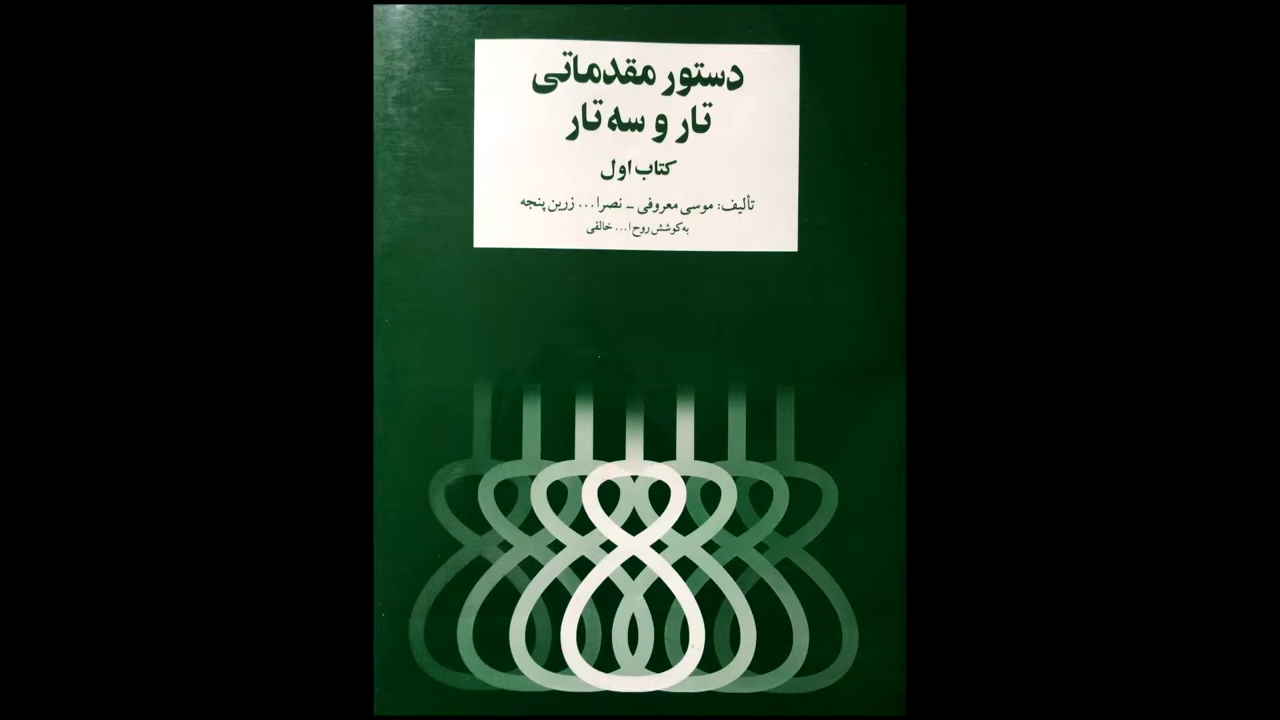 دستور مقدماتی
تار و سه تار
کتاب اول
تألیف: موسی معروفی ـ نصرا... زرین پنجه
به کوشش روح ا... خالقی